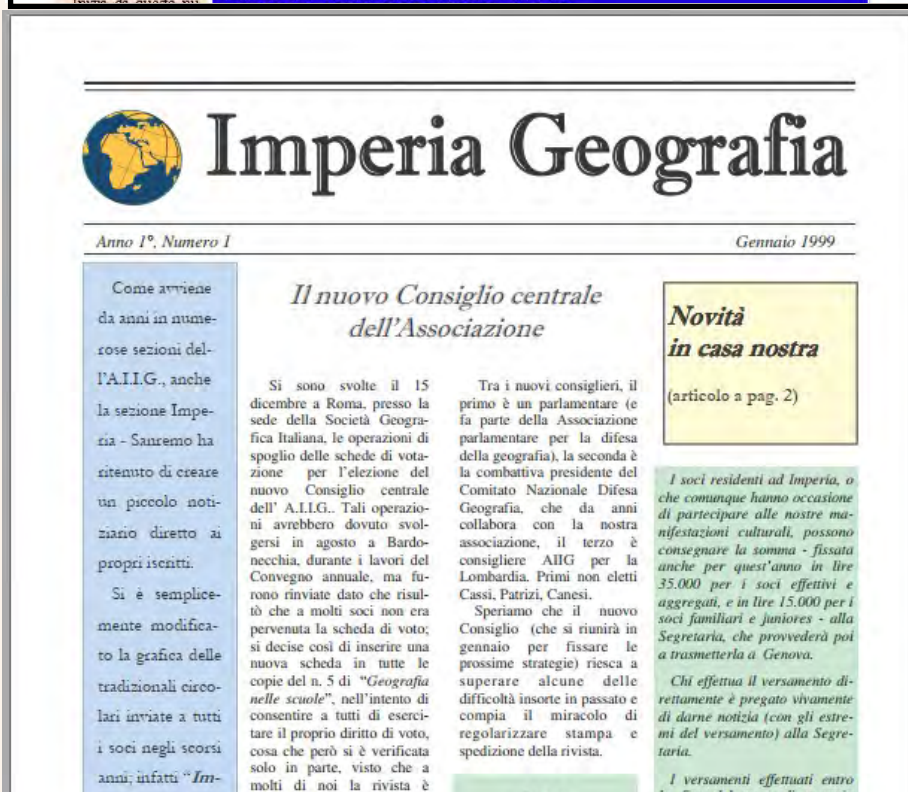 Imperia Geografia
Anno 1°, Numero 1
Gennaio 1999
Come avviene
da anni in nume-
rose sezioni del-
l'A.I.I.G., anche
la sezione Impe-
ria - Sanremo ha
ritenuto di creare
un piccolo noti-
ziario diretto ai
propri iscritti.
Si è semplice-
mente modifica-
to la grafica delle
tradizionali circo-
lari inviate a tutti
i soci negli scorsi
anni; infatti "Im-
Il nuovo Consiglio centrale
dell'Associazione
Si sono svolte il 15
dicembre a Roma, presso la
sede della Società Geogra-
fica Italiana, le operazioni di
spoglio delle schede di vota-
zione per l'elezione del
nuovo Consiglio centrale
dell' A.I.I.G.. Tali operazio-
ni avrebbero dovuto svol-
gersi in agosto a Bardo-
necchia, durante i lavori del
Convegno annuale, ma fu-
rono rinviate dato che risul-
tò che a molti soci non era
pervenuta la scheda di voto;
si decise così di inserire una
nuova scheda in tutte le
copie del n. 5 di "Geografia
nelle scuole", nell'intento di
consentire a tutti di eserci-
tare il proprio diritto di voto,
cosa che però si è verificata
solo in parte, visto che a
molti di noi la rivista è
Tra i nuovi consiglieri, il
primo è un parlamentare (e
fa parte della Associazione
parlamentare per la difesa
della geografia), la seconda è
la combattiva presidente del
Comitato Nazionale Difesa
Geografia, che da anni
collabora con la nostra
associazione, il terzo è
consigliere AIIG per la
Lombardia. Primi non eletti
Cassi, Patrizi, Canesi.
Speriamo che il nuovo
Consiglio (che si riunirà in
gennaio per fissare le
prossime strategie) riesca a
superare alcune delle
difficoltà insorte in passato e
compia il miracolo di
regolarizzare stampa e
spedizione della rivista.
Novità
in casa nostra
(articolo a pag. 2)
I soci residenti ad Imperia, o
che comunque hanno occasione
di partecipare alle nostre ma-
nifestazioni culturali, possono
consegnare la somma - fissata
anche per quest'anno in lire
35.000 per i soci effettivi e
aggregati, e in lire 15.000 per i
soci familiari e juniores - alla
Segretaria, che provvederà poi
a trasmetterla a Genova.
Chi effettua il versamento di-
rettamente è pregato vivamente
di darne notizia (con gli estre-
mi del versamento) alla Segre-
taria.
I versamenti effettuati entro